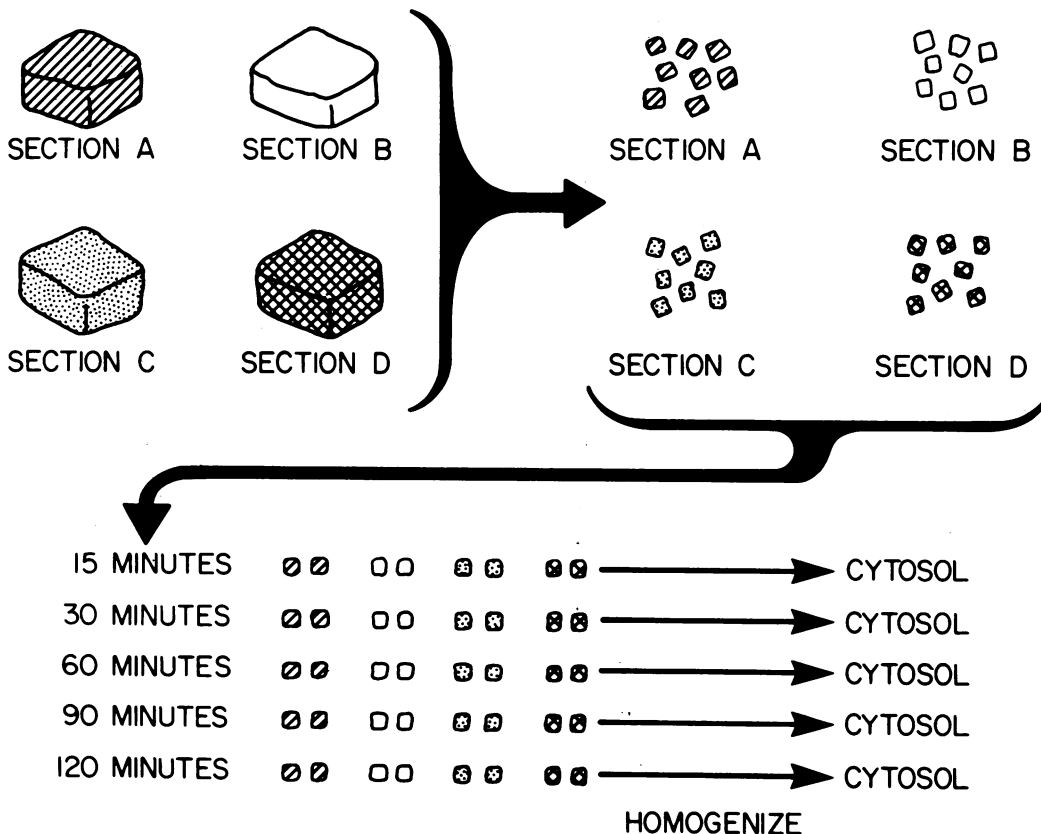 SECTION A SECTION B SECTION A SECTION B
SECTION C SECTION D SECTION C SECTION D
15 MINUTES CYTOSOL
30 MINUTES CYTOSOL
60 MINUTES CYTOSOL
90 MINUTES CYTOSOL
120 MINUTES CYTOSOL
HOMOGENIZE